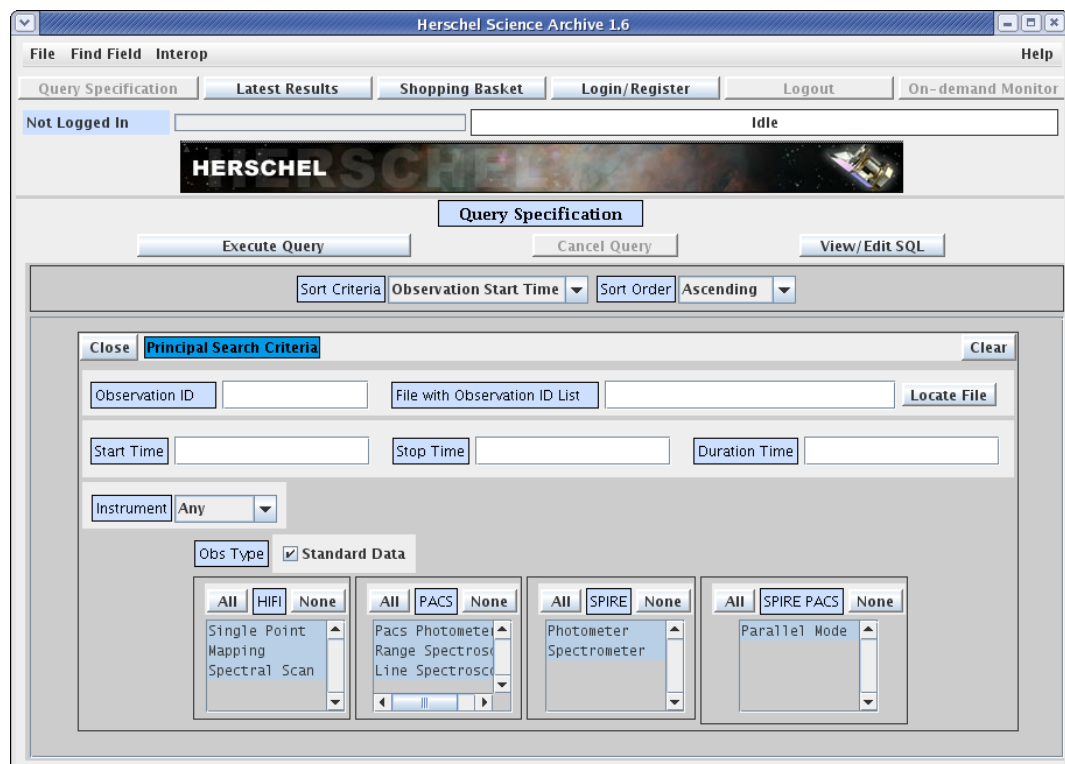 Herschel Science Archive 1.6
File Find Field Interop Help
Query Specification Latest Results Shopping Basket Login/Register Logout On-demand Monitor
Not Logged In Idle
HERSCHEL
Query Specification
Execute Query Cancel Query View/Edit SQL
Sort Criteria Observation Start Time Sort Order Ascending
Close Principal Search Criteria Clear
Observation ID File with Observation ID List Locate File
Start Time Stop Time Duration Time
Instrument Any
Obs Type Standard Data
All HIFI None All PACS None All SPIRE None All SPIRE PACS None
Single Point Pacs Photometer Photometer Parallel Mode
Mapping Range Spectrosc Spectrometer
Spectral Scan Line Spectrosco